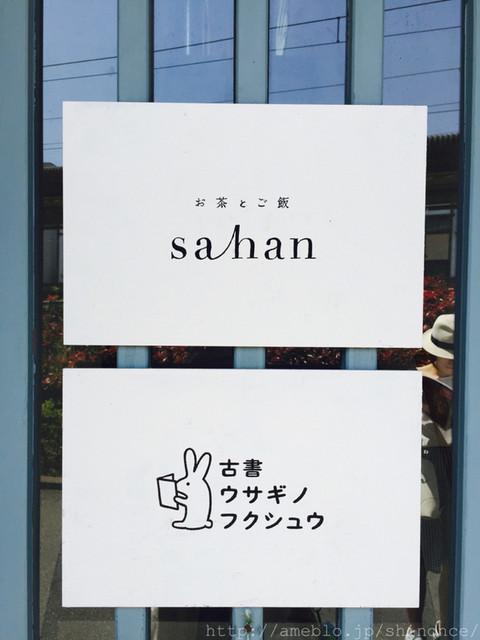 お茶とご飯
sahan
古書
ウサギノ
フクシュウ
http://ameblo.jp/shanonce/